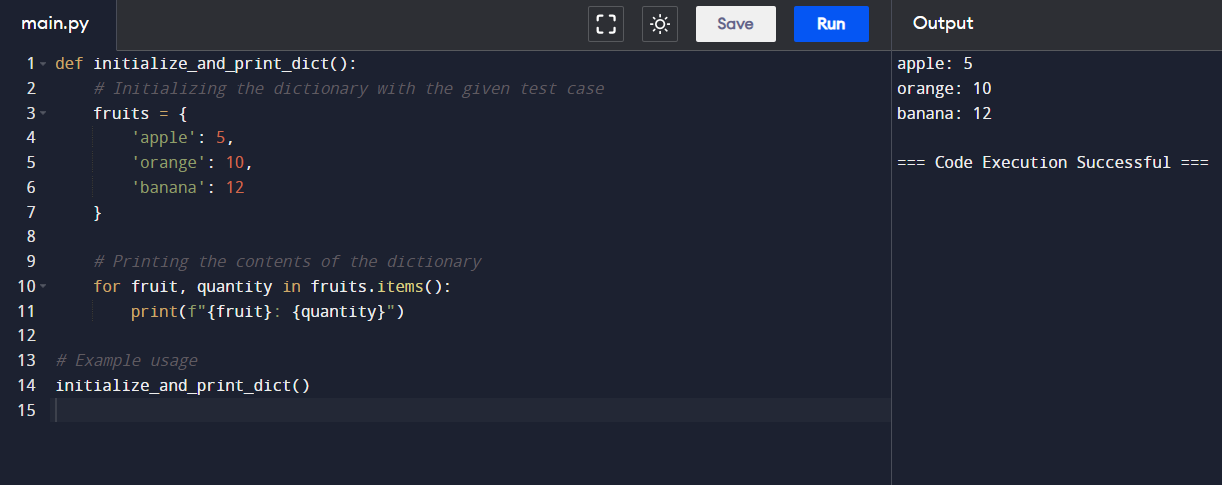 main.py
Save
Run
Output
1 def initialize_and_print_dict():
2     # Initializing the dictionary with the given test case
3     fruits = {
4         'apple': 5,
5         'orange': 10,
6         'banana': 12
7     }
8
9     # Printing the contents of the dictionary
10     for fruit, quantity in fruits.items():
11         print(f"{fruit}: {quantity}")
12
13 # Example usage
14 initialize_and_print_dict()
15
apple: 5
orange: 10
banana: 12
=== Code Execution Successful ===